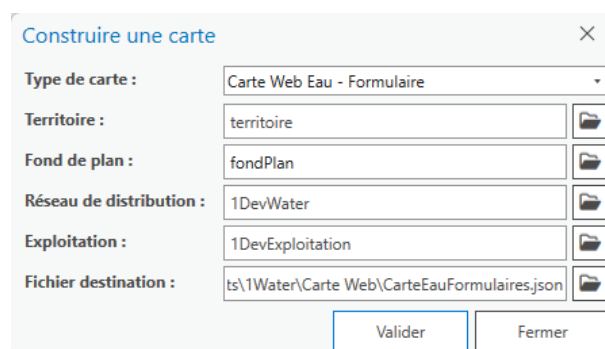 Construire une carte
Type de carte : Carte Web Eau - Formulaire
Territoire : territoire
Fond de plan : fondPlan
Réseau de distribution : 1DevWater
Exploitation : 1DevExploitation
Fichier destination : ts\1Water\Carte Web\CarteEauFormulaires.json
Valider Fermer